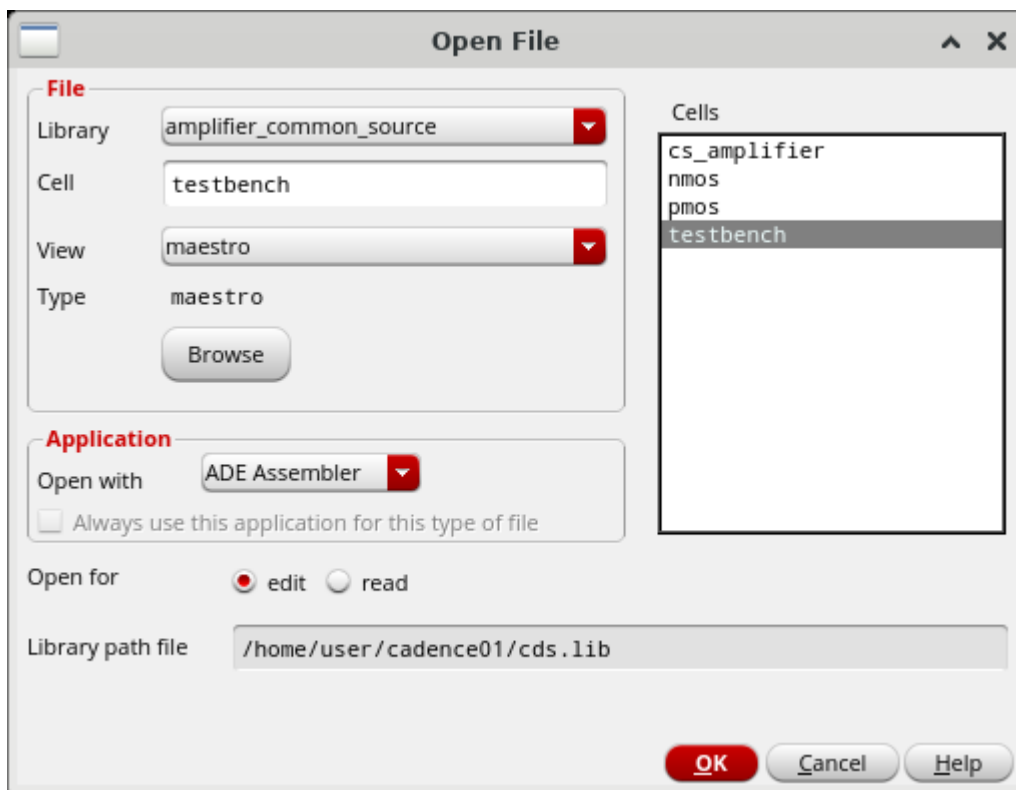 Open File
File
Library amplifier_common_source
Cell testbench
View maestro
Type maestro
Browse
Application
Open with ADE Assembler
Always use this application for this type of file
Cells
cs_amplifier
nmos
pmos
testbench
Open for edit read
Library path file /home/user/cadence01/cds.lib
OK Cancel Help